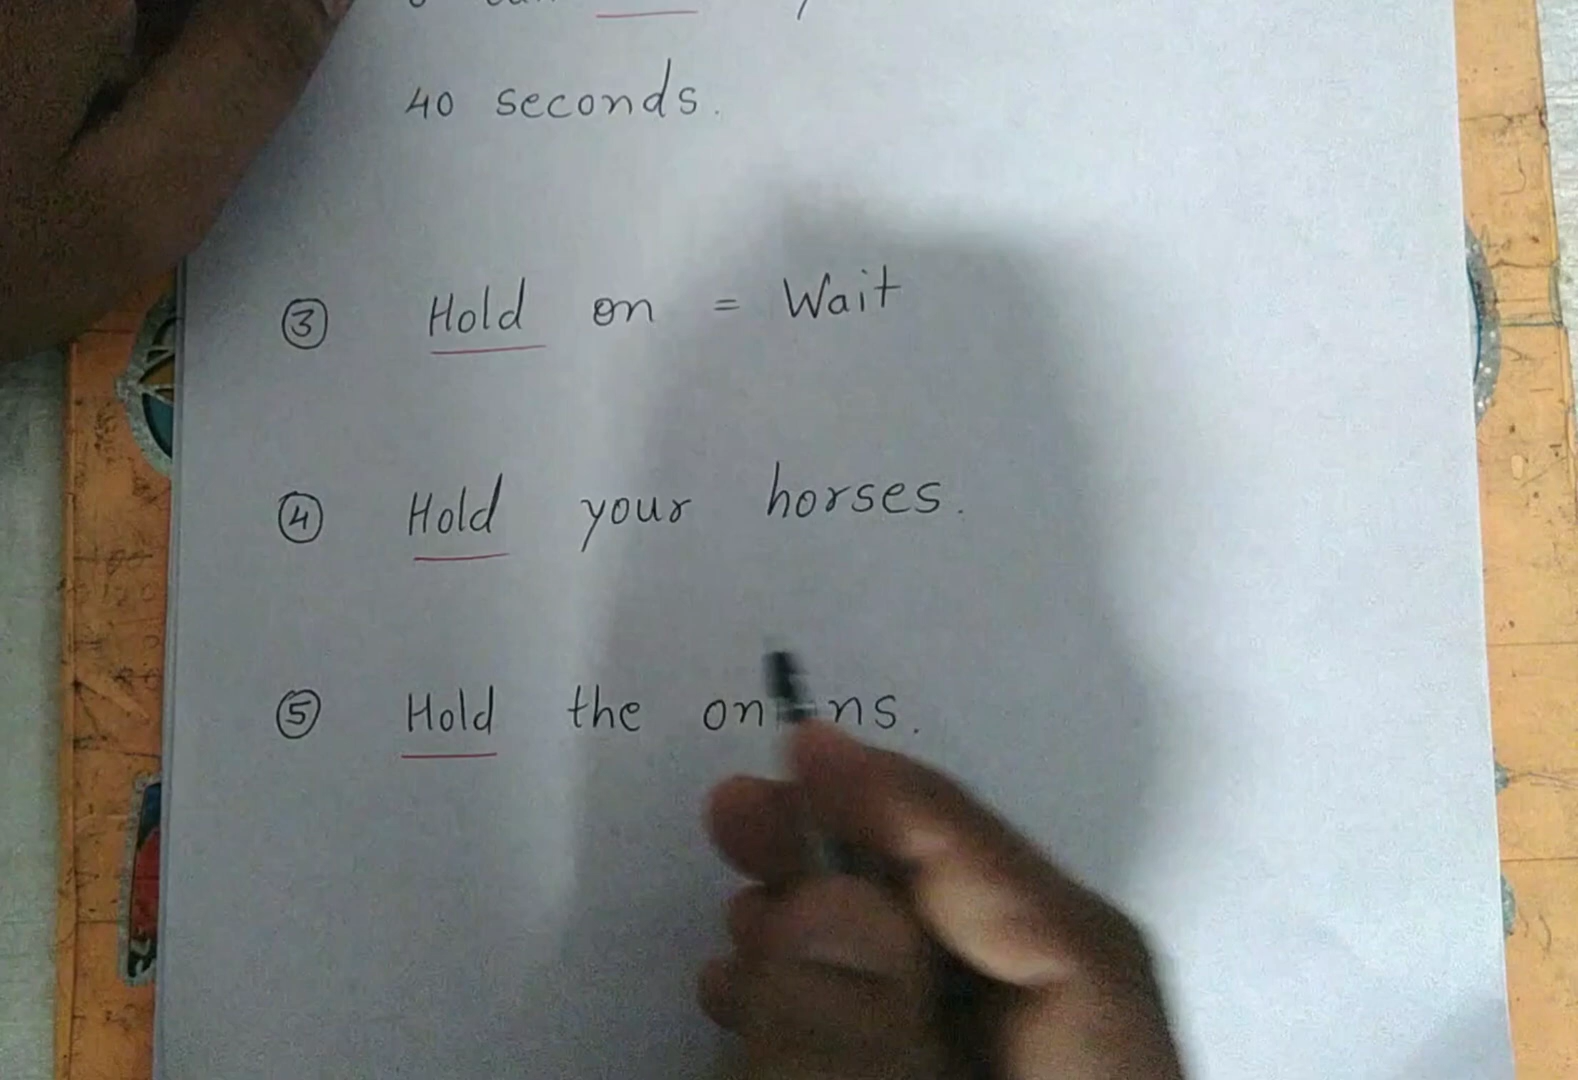 40 seconds.
③ Hold on = Wait
④ Hold your horses.
⑤ Hold the